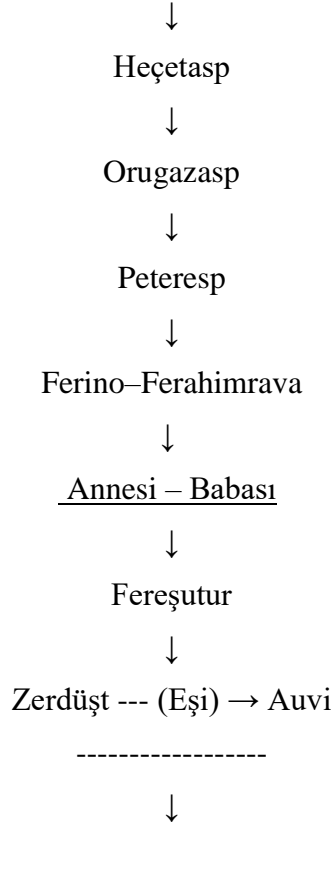 ↓
Heçetasp
↓
Orugazasp
↓
Peteresp
↓
Ferino–Ferahimrava
↓
Annesi – Babası
↓
Fereşutur
↓
Zerdüşt --- (Eşi) → Auvi
------------------
↓